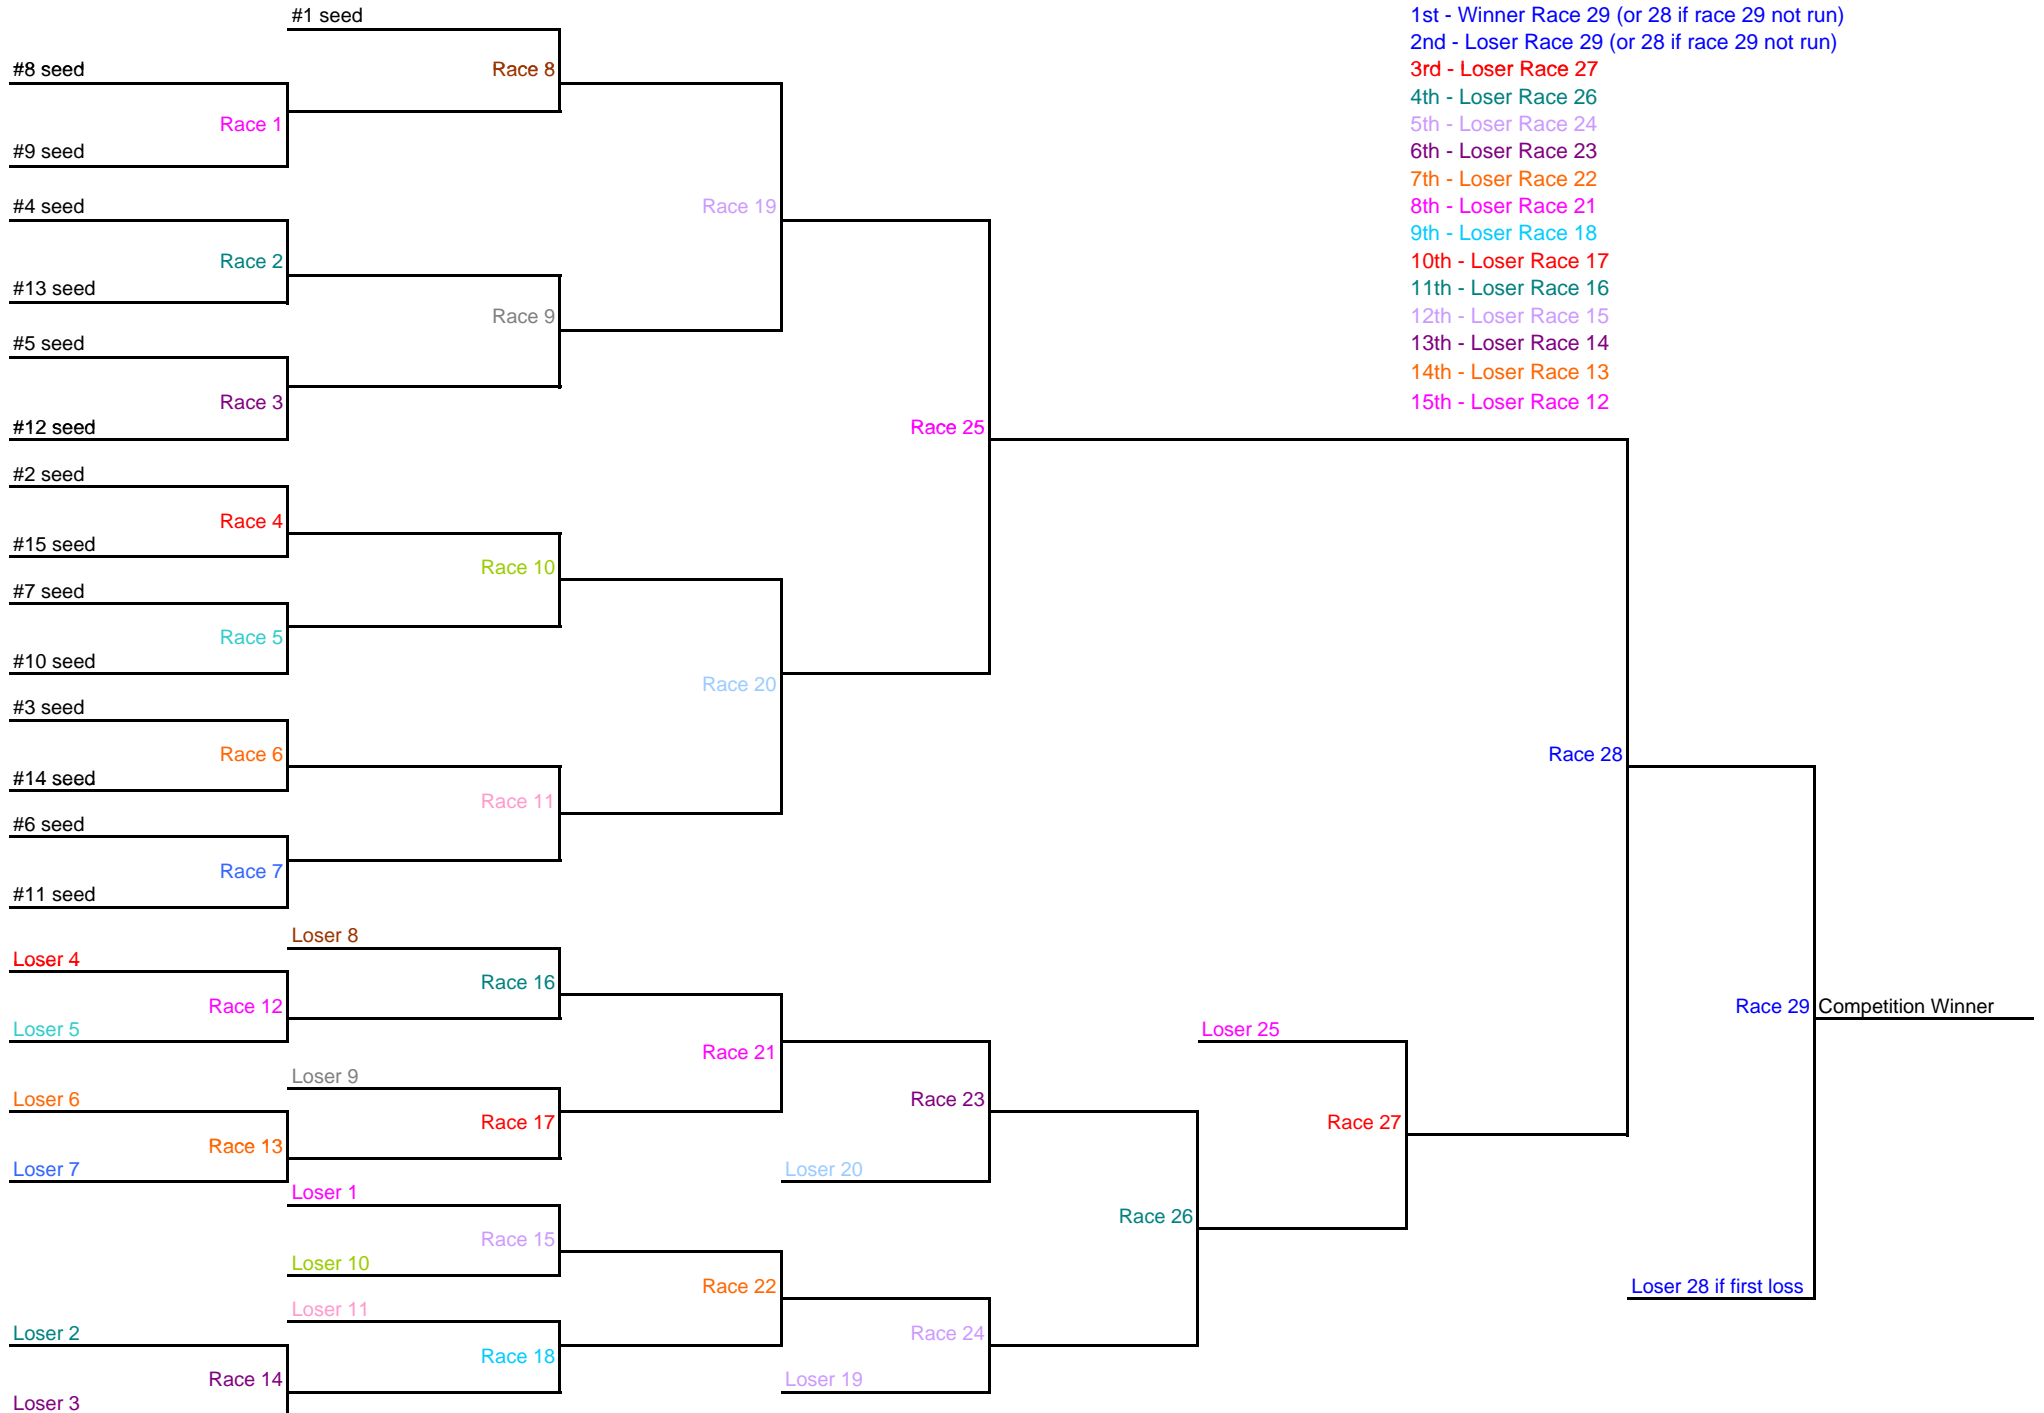 #1 seed
1st - Winner Race 29 (or 28 if race 29 not run)
2nd - Loser Race 29 (or 28 if race 29 not run)
#8 seed
Race 8
3rd - Loser Race 27
4th - Loser Race 26
Race 1
5th - Loser Race 24
#9 seed
6th - Loser Race 23
7th - Loser Race 22
#4 seed
Race 19
8th - Loser Race 21
9th - Loser Race 18
Race 2
10th - Loser Race 17
#13 seed
11th - Loser Race 16
Race 9
12th - Loser Race 15
#5 seed
13th - Loser Race 14
14th - Loser Race 13
Race 3
15th - Loser Race 12
#12 seed
Race 25
#2 seed
Race 4
#15 seed
Race 10
#7 seed
Race 5
#10 seed
Race 20
#3 seed
Race 6
Race 28
#14 seed
Race 11
#6 seed
Race 7
#11 seed
Loser 8
Loser 4
Race 16
Race 12
Race 29
Competition Winner
Loser 5
Loser 25
Race 21
Loser 9
Loser 6
Race 23
Race 17
Race 27
Race 13
Loser 7
Loser 20
Loser 1
Race 26
Race 15
Loser 10
Race 22
Loser 28 if first loss
Loser 11
Loser 2
Race 24
Race 18
Race 14
Loser 19
Loser 3